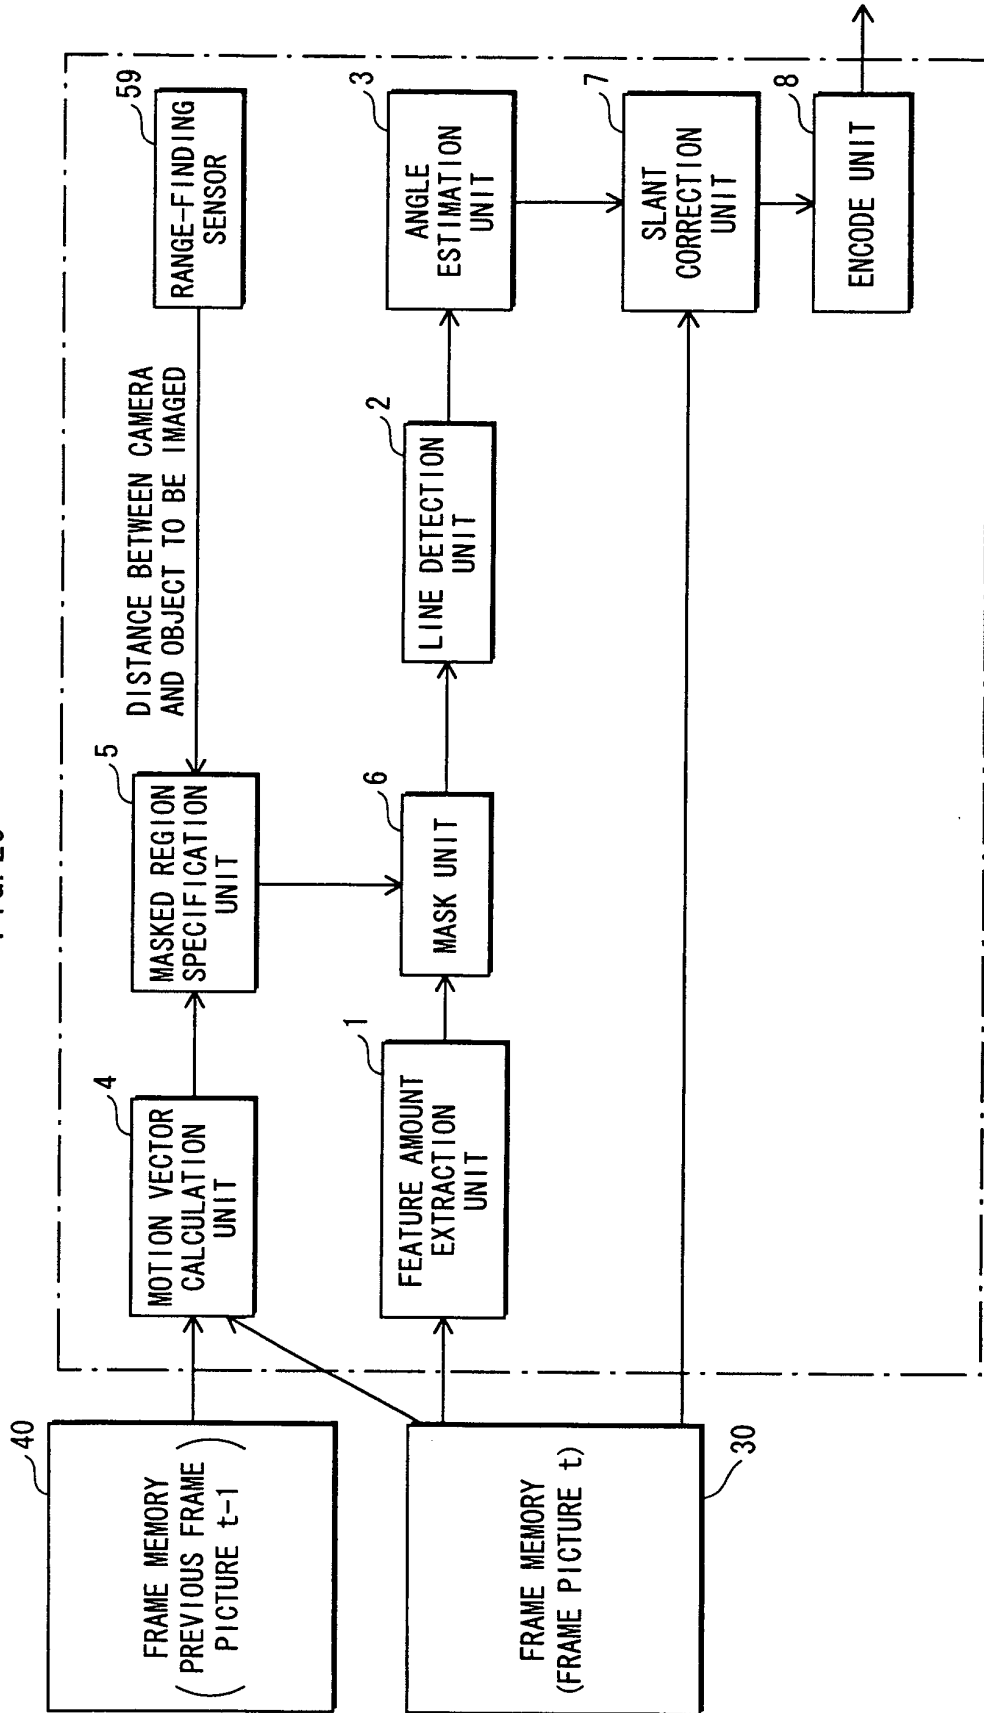 40
FRAME MEMORY
(PREVIOUS FRAME
PICTURE t-1)
4
MOTION VECTOR
CALCULATION
UNIT
5
MASKED REGION
SPECIFICATION
UNIT
DISTANCE BETWEEN CAMERA
AND OBJECT TO BE IMAGED
59
RANGE-FINDING
SENSOR
FRAME MEMORY
(FRAME PICTURE t)
30
1
FEATURE AMOUNT
EXTRACTION
UNIT
6
MASK UNIT
2
LINE DETECTION
UNIT
3
ANGLE
ESTIMATION
UNIT
7
SLANT
CORRECTION
UNIT
8
ENCODE UNIT